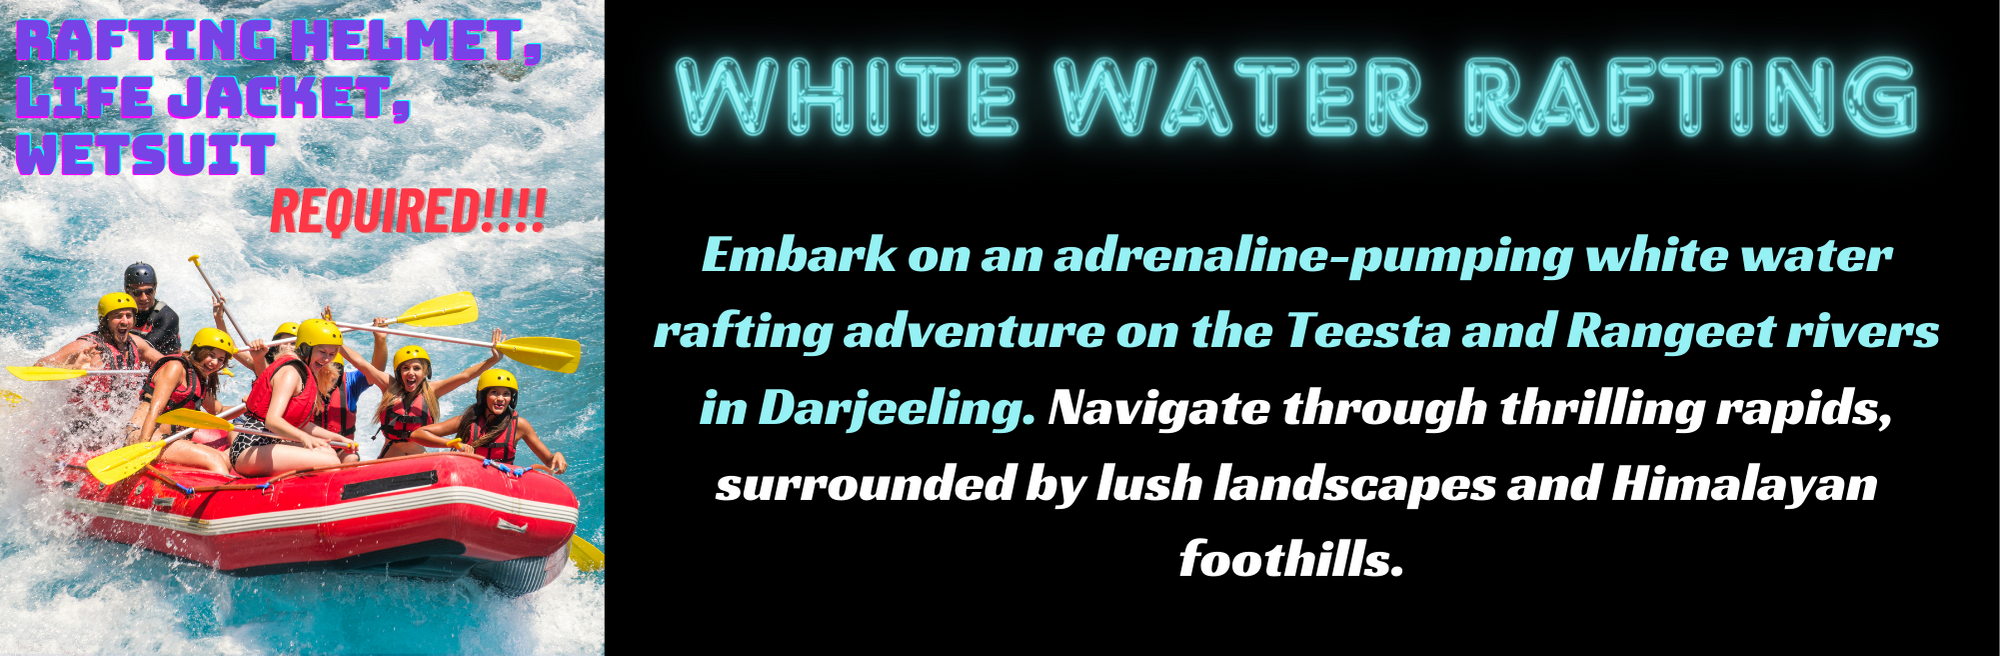 RAFTING HELMET,
LIFE JACKET,
WETSUIT
REQUIRED!!!!
WHITE WATER RAFTING
Embark on an adrenaline-pumping white water
rafting adventure on the Teesta and Rangeet rivers
in Darjeeling. Navigate through thrilling rapids,
surrounded by lush landscapes and Himalayan
foothills.